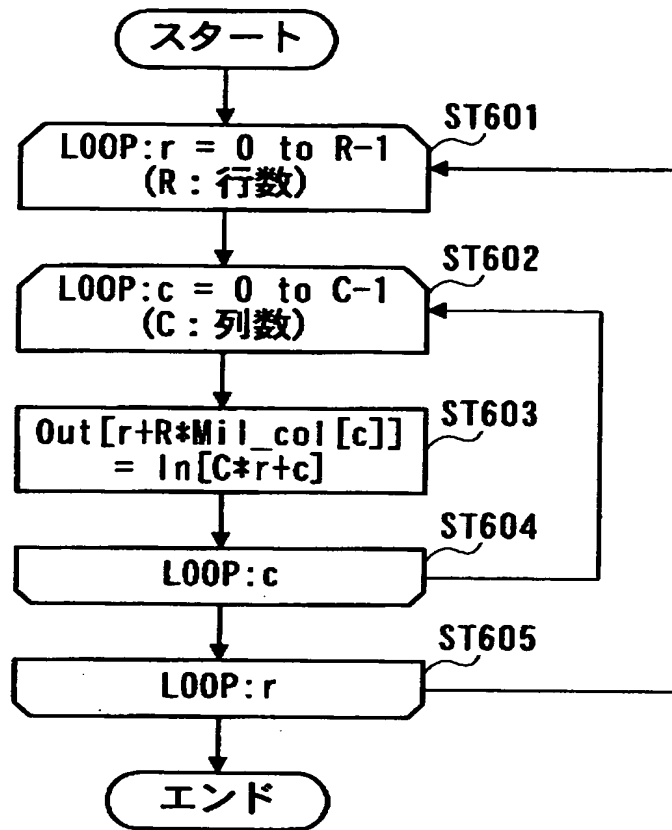 スタート
ST601
LOOP:r = 0 to R-1
(R:行数)
ST602
LOOP:c = 0 to C-1
(C:列数)
ST603
Out[r+R*Mil_col[c]]
= In[C*r+c]
ST604
LOOP:c
ST605
LOOP:r
エンド